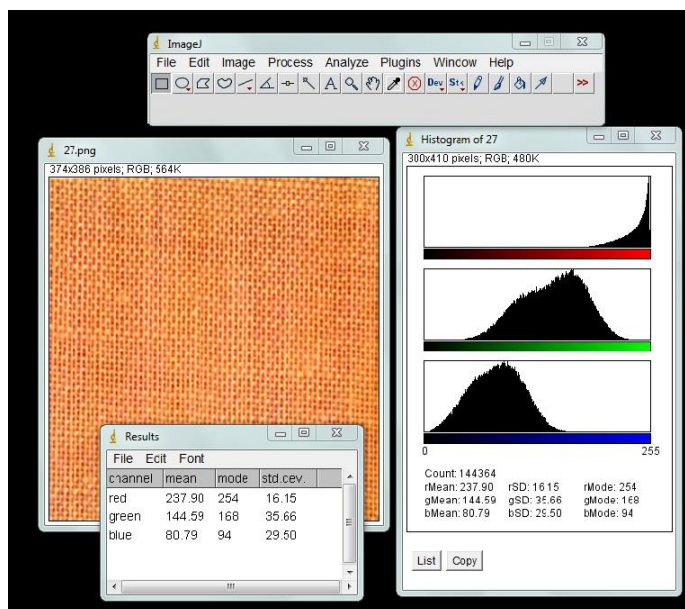 ImageJ
File Edit Image Process Analyze Plugins Wincow Help
Dev Stk >>
27.png
374x386 pixels; RGB; 564K
Histogram of 27
300x410 pixels; RGB; 480K
0 255
Count: 144364
rMean: 237.90 rSD: 16.15 rMode: 254
gMean: 144.59 gSD: 35.66 gMode: 168
bMean: 80.79 bSD: 29.50 bMode: 94
List Copy
Results
File Edit Font
channel mean mode std.cev.
red 237.90 254 16.15
green 144.59 168 35.66
blue 80.79 94 29.50